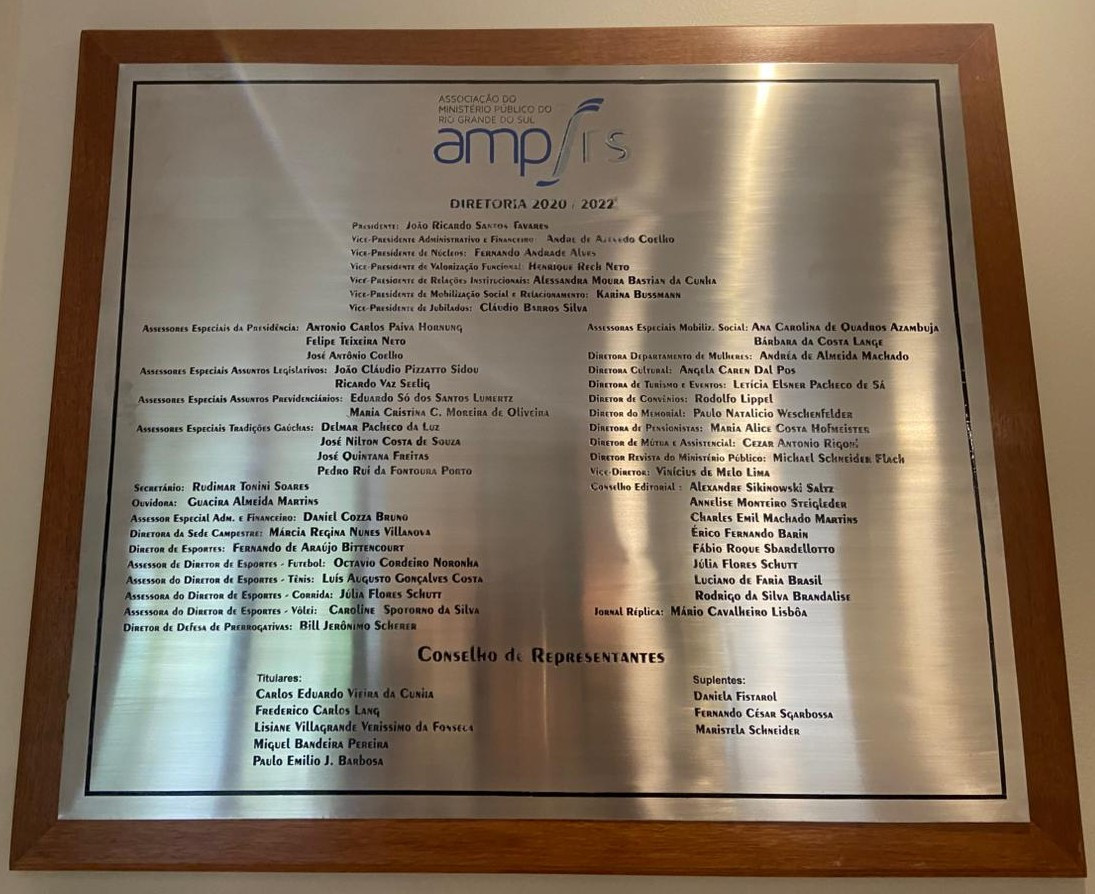 ASSOCIAÇÃO DO
MINISTÉRIO PÚBLICO DO
RIO GRANDE DO SUL
amp/rs
DIRETORIA 2020 / 2022
Presidente: João Ricardo Santos Tavares
Vice-Presidente Administrativo e Financeiro: André de Azevedo Coelho
Vice-Presidente de Núcleos: Fernando Andrade Alves
Vice-Presidente de Valorização Funcional: Henrique Rech Neto
Vice-Presidente de Relações Institucionais: Alessandra Moura Bastian da Cunha
Vice-Presidente de Mobilização Social e Relacionamento: Karina Bussmann
Vice-Presidente de Jubilados: Cláudio Barros Silva
Assessores Especiais da Presidência: Antonio Carlos Paiva Hornung
Felipe Teixeira Neto
José Antônio Coelho
Assessores Especiais Assuntos Legislativos: João Cláudio Pizzatto Sidou
Ricardo Vaz Seelig
Assessores Especiais Assuntos Previdenciários: Eduardo Só dos Santos Lumertz
Maria Cristina C. Moreira de Oliveira
Assessores Especiais Tradições Gaúchas: Delmar Pacheco da Luz
José Nilton Costa de Souza
José Quintana Freitas
Pedro Rui da Fontoura Porto
Secretário: Rudimar Tonini Soares
Ouvidora: Guacira Almeida Martins
Assessor Especial Adm. e Financeiro: Daniel Cozza Bruno
Diretora da Sede Campestre: Márcia Regina Nunes Villanova
Diretor de Esportes: Fernando de Araújo Bittencourt
Assessor de Diretor de Esportes - Futebol: Octavio Cordeiro Noronha
Assessor do Diretor de Esportes - Tênis: Luís Augusto Gonçalves Costa
Assessora do Diretor de Esportes - Corrida: Júlia Flores Schutt
Assessora do Diretor de Esportes - Vôlei: Caroline Spotorno da Silva
Diretor de Defesa de Prerrogativas: Bill Jerônimo Scherer
Assessoras Especiais Mobiliz. Social: Ana Carolina de Quadros Azambuja
Bárbara da Costa Lange
Diretora Departamento de Mulheres: Andréa de Almeida Machado
Diretora Cultural: Angela Caren Dal Pos
Diretora de Turismo e Eventos: Letícia Elsner Pacheco de Sá
Diretor de Convênios: Rodolfo Lippel
Diretor do Memorial: Paulo Natalicio Weschenfelder
Diretora de Pensionistas: Maria Alice Costa Hofmeister
Diretor de Mútua e Assistencial: Cezar Antonio Rigoni
Diretor Revista do Ministério Público: Michael Schneider Flach
Vice-Diretor: Vinícius de Melo Lima
Conselho Editorial : Alexandre Sikinowski Saltz
Annelise Monteiro Steigleder
Charles Emil Machado Martins
Érico Fernando Barin
Fábio Roque Sbardellotto
Júlia Flores Schutt
Luciano de Faria Brasil
Rodrigo da Silva Brandalise
Jornal Réplica: Mário Cavalheiro Lisbôa
Conselho de Representantes
Titulares:
Carlos Eduardo Vieira da Cunha
Frederico Carlos Lang
Lisiane Villagrande Veríssimo da Fonseca
Miguel Bandeira Pereira
Paulo Emilio J. Barbosa
Suplentes:
Daniela Fistarol
Fernando César Sgarbossa
Maristela Schneider